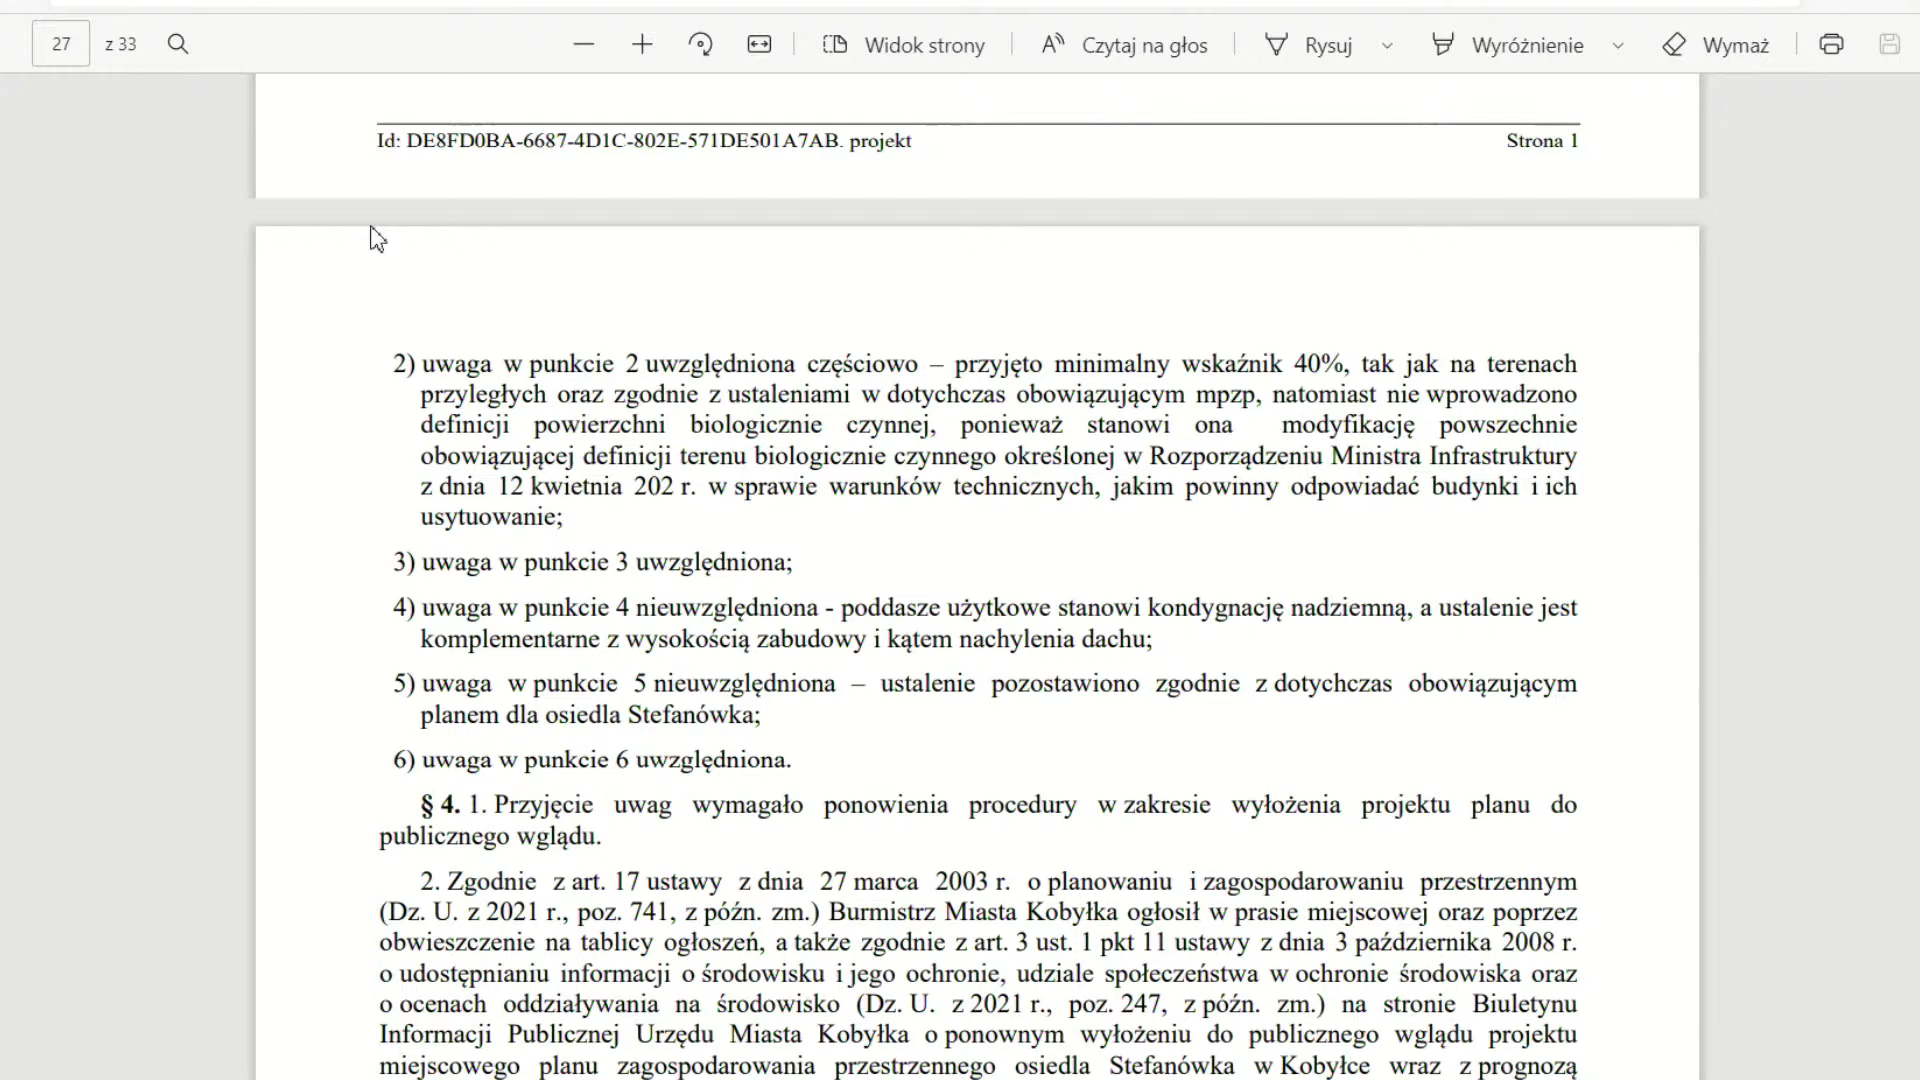 27 z 33 Widok strony Czytaj na głos Rysuj Wyróżnienie Wymaż
Id: DE8FD0BA-6687-4D1C-802E-571DE501A7AB. projekt Strona 1
2) uwaga w punkcie 2 uwzględniona częściowo – przyjęto minimalny wskaźnik 40%, tak jak na terenach
przyległych oraz zgodnie z ustaleniami w dotychczas obowiązującym mpzp, natomiast nie wprowadzono
definicji powierzchni biologicznie czynnej, ponieważ stanowi ona modyfikację powszechnie
obowiązującej definicji terenu biologicznie czynnego określonej w Rozporządzeniu Ministra Infrastruktury
z dnia 12 kwietnia 202 r. w sprawie warunków technicznych, jakim powinny odpowiadać budynki i ich
usytuowanie;
3) uwaga w punkcie 3 uwzględniona;
4) uwaga w punkcie 4 nieuwzględniona - poddasze użytkowe stanowi kondygnację nadziemną, a ustalenie jest
komplementarne z wysokością zabudowy i kątem nachylenia dachu;
5) uwaga w punkcie 5 nieuwzględniona – ustalenie pozostawiono zgodnie z dotychczas obowiązującym
planem dla osiedla Stefanówka;
6) uwaga w punkcie 6 uwzględniona.
§ 4. 1. Przyjęcie uwag wymagało ponowienia procedury w zakresie wyłożenia projektu planu do
publicznego wglądu.
2. Zgodnie z art. 17 ustawy z dnia 27 marca 2003 r. o planowaniu i zagospodarowaniu przestrzennym
(Dz. U. z 2021 r., poz. 741, z późn. zm.) Burmistrz Miasta Kobyłka ogłosił w prasie miejscowej oraz poprzez
obwieszczenie na tablicy ogłoszeń, a także zgodnie z art. 3 ust. 1 pkt 11 ustawy z dnia 3 października 2008 r.
o udostępnianiu informacji o środowisku i jego ochronie, udziale społeczeństwa w ochronie środowiska oraz
o ocenach oddziaływania na środowisko (Dz. U. z 2021 r., poz. 247, z późn. zm.) na stronie Biuletynu
Informacji Publicznej Urzędu Miasta Kobyłka o ponownym wyłożeniu do publicznego wglądu projektu
miejscowego planu zagospodarowania przestrzennego osiedla Stefanówka w Kobyłce wraz z prognozą